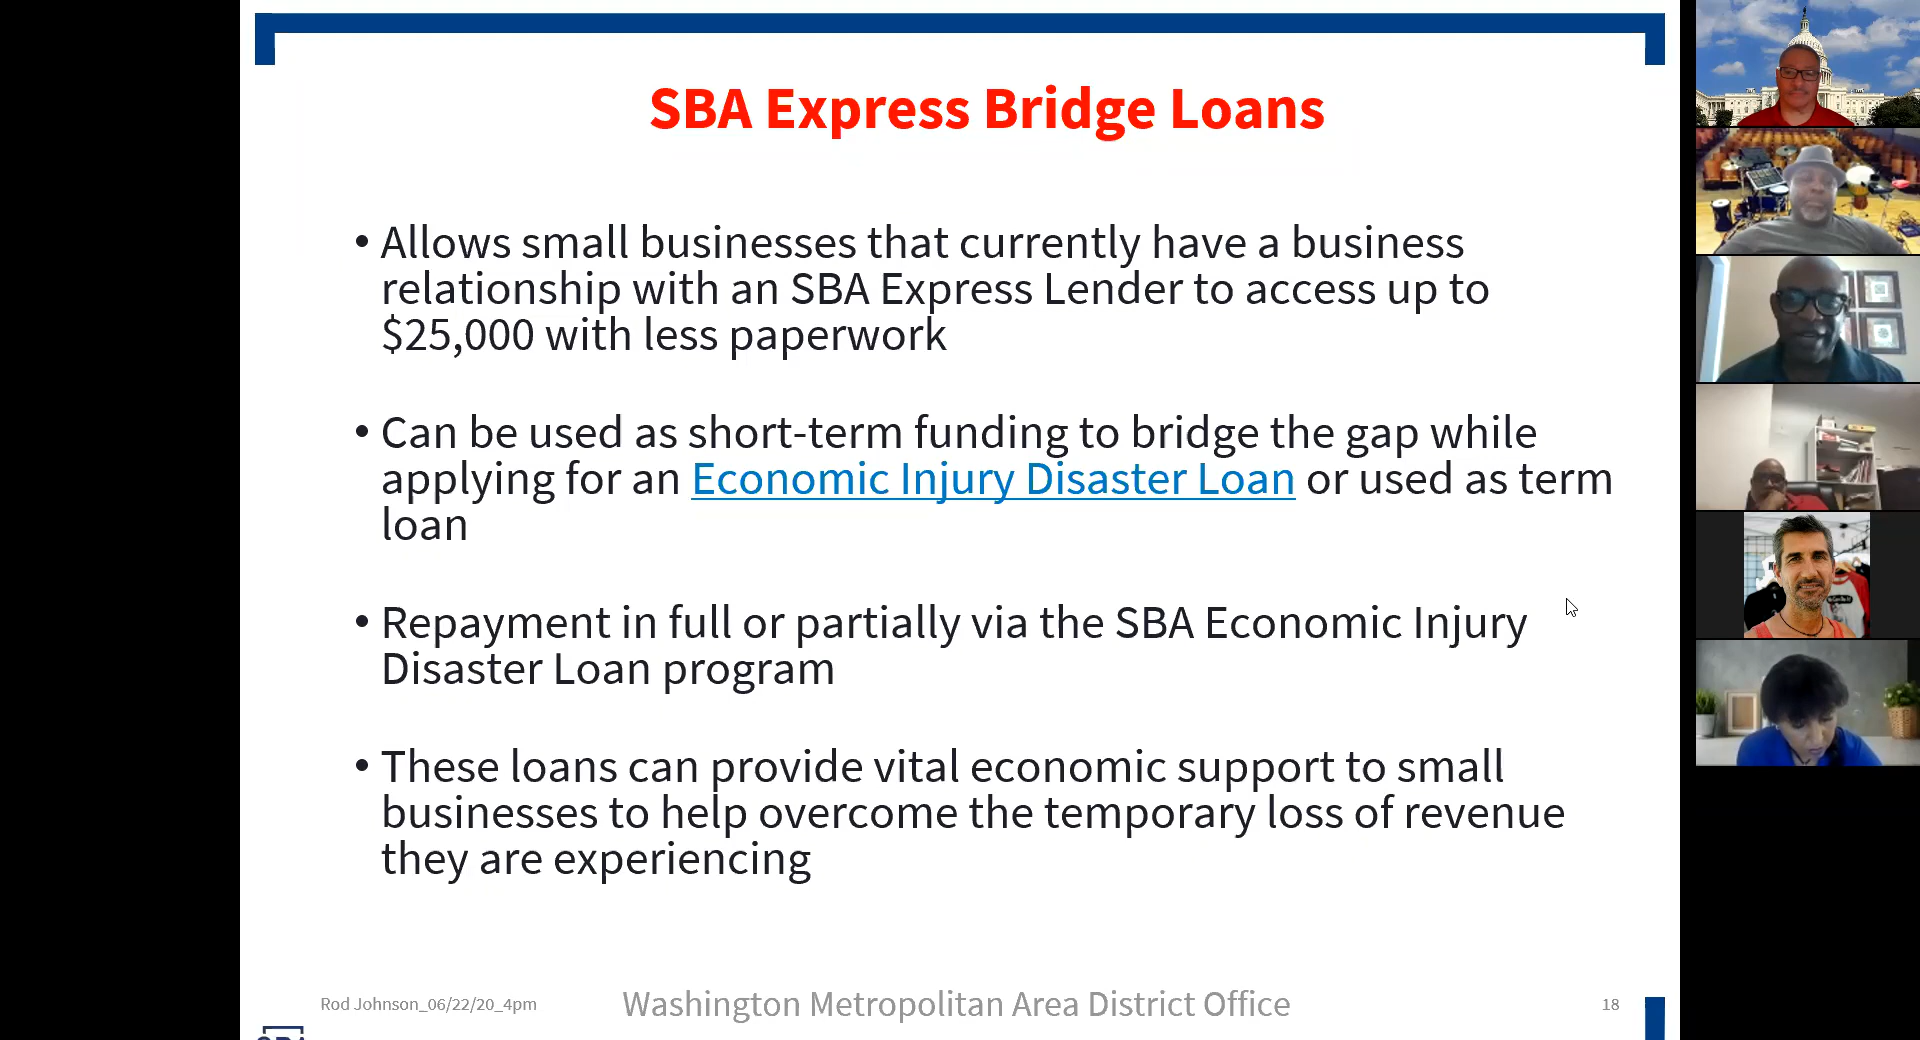 SBA Express Bridge Loans
• Allows small businesses that currently have a business
relationship with an SBA Express Lender to access up to
$25,000 with less paperwork
• Can be used as short-term funding to bridge the gap while
applying for an Economic Injury Disaster Loan or used as term
loan
• Repayment in full or partially via the SBA Economic Injury
Disaster Loan program
• These loans can provide vital economic support to small
businesses to help overcome the temporary loss of revenue
they are experiencing
Rod Johnson_06/22/20_4pm
Washington Metropolitan Area District Office
18